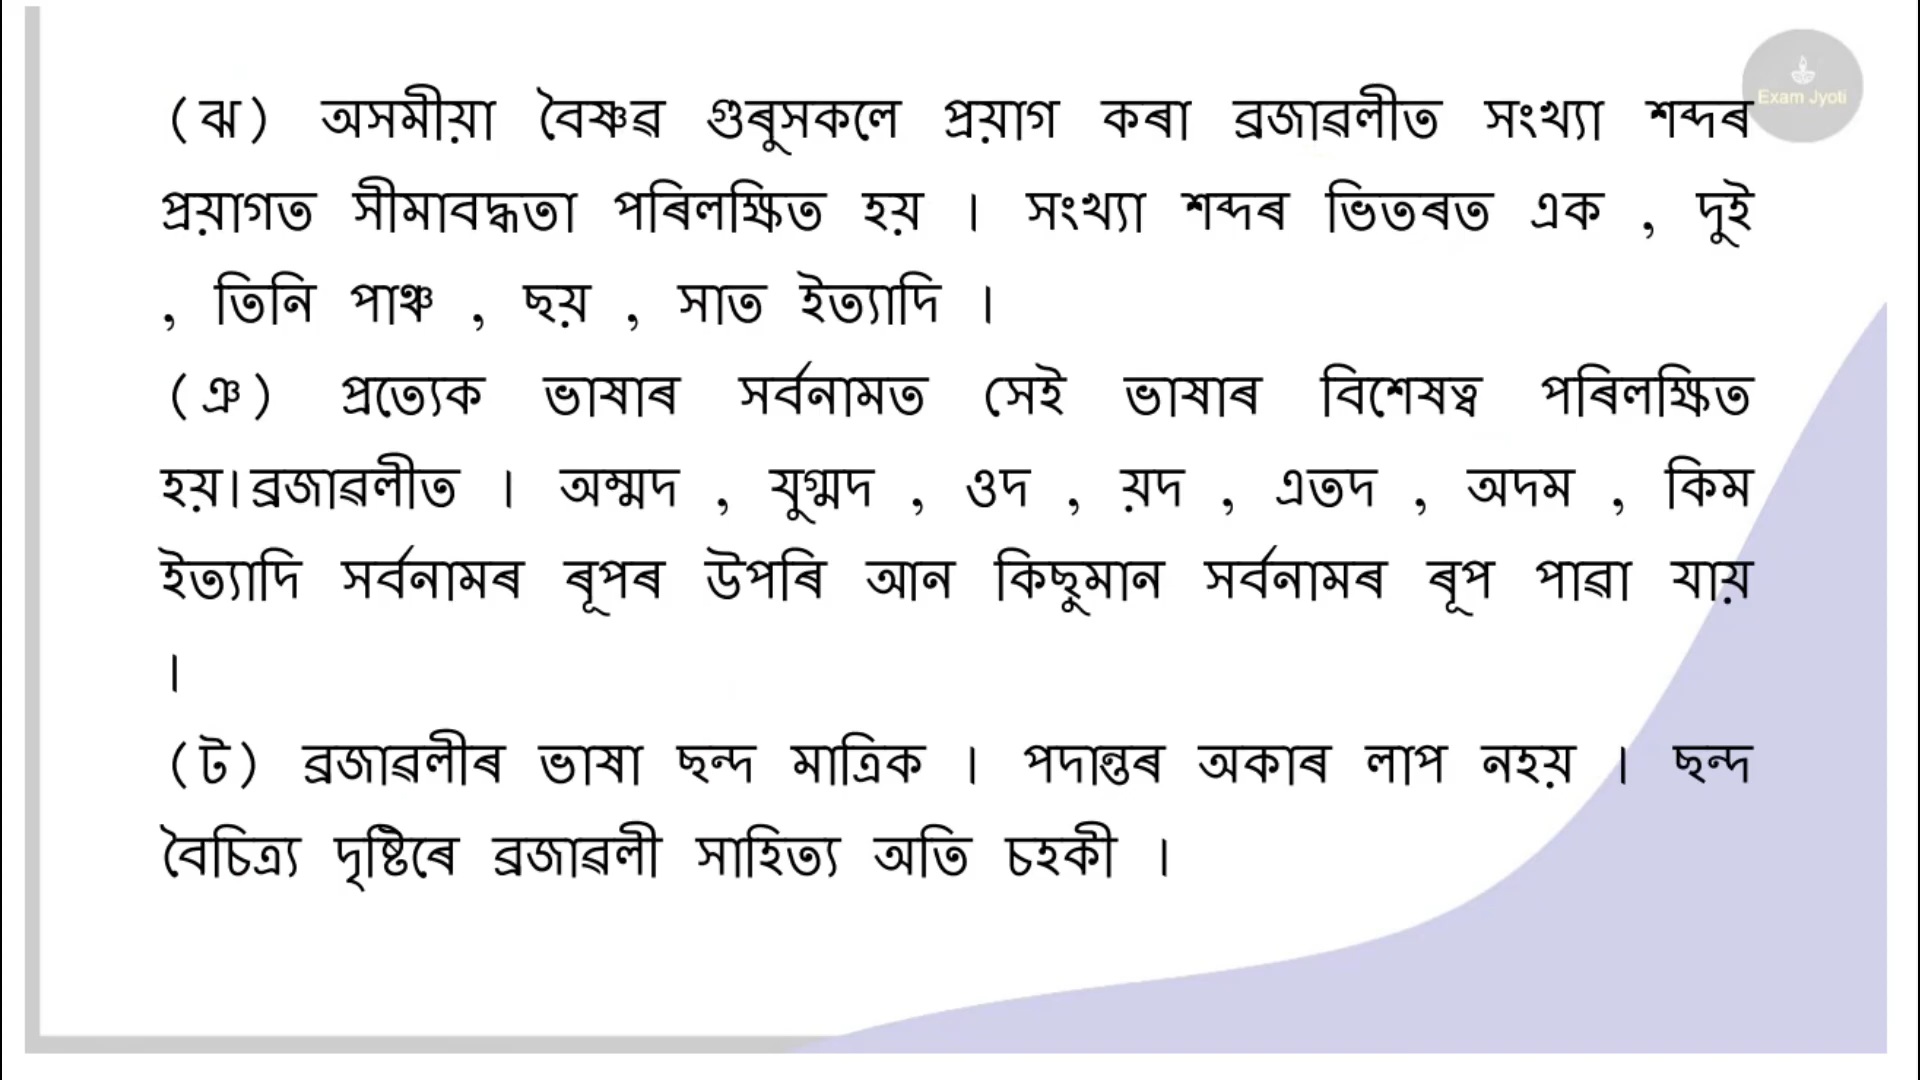 Exam Jyoti
(ঝ) অসমীয়া বৈষ্ণৱ গুৰুসকলে প্ৰয়াগ কৰা ব্ৰজাৱলীত সংখ্যা শব্দৰ
প্ৰয়াগত সীমাবদ্ধতা পৰিলক্ষিত হয় । সংখ্যা শব্দৰ ভিতৰত এক , দুই
, তিনি পাঞ্চ , ছয় , সাত ইত্যাদি ।
(ঞ) প্ৰত্যেক ভাষাৰ সৰ্বনামত সেই ভাষাৰ বিশেষত্ব পৰিলক্ষিত
হয়।ব্ৰজাৱলীত । অম্মদ , যুগ্মদ , ওদ , য়দ , এতদ , অদম , কিম
ইত্যাদি সৰ্বনামৰ ৰূপৰ উপৰি আন কিছুমান সৰ্বনামৰ ৰূপ পাৱা যায়
।
(ট) ব্ৰজাৱলীৰ ভাষা ছন্দ মাত্ৰিক । পদান্তৰ অকাৰ লাপ নহয় । ছন্দ
বৈচিত্ৰ্য দৃষ্টিৰে ব্ৰজাৱলী সাহিত্য অতি চহকী ।